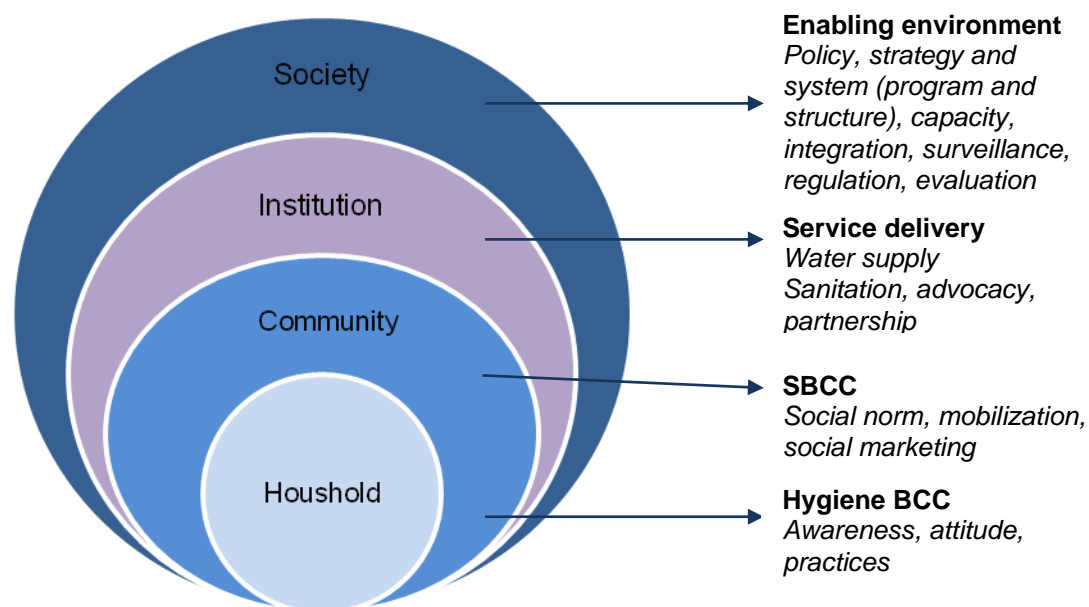 Society
Institution
Community
Houshold
Enabling environment
Policy, strategy and
system (program and
structure), capacity,
integration, surveillance,
regulation, evaluation
Service delivery
Water supply
Sanitation, advocacy,
partnership
SBCC
Social norm, mobilization,
social marketing
Hygiene BCC
Awareness, attitude,
practices